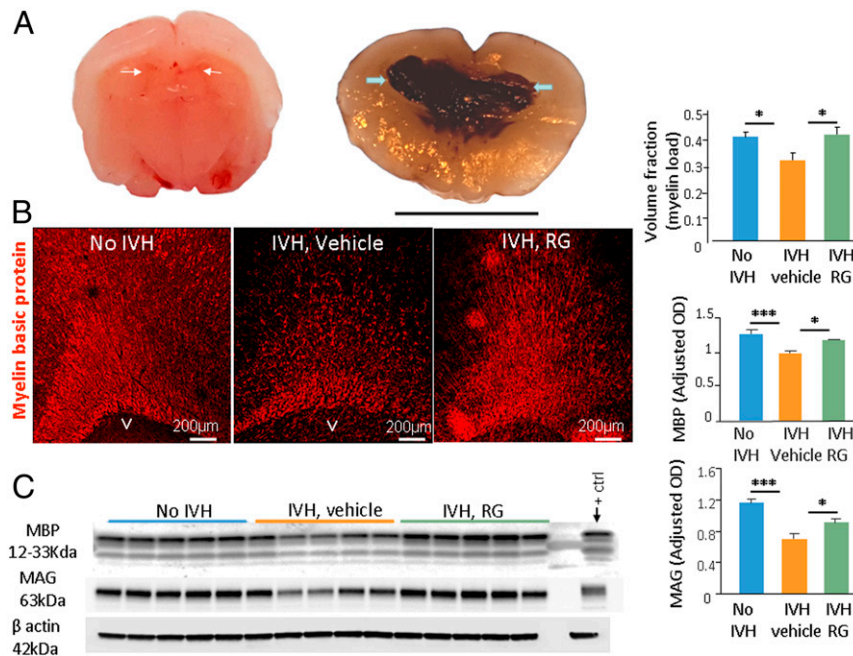 A
B
Myelin basic protein
No IVH
IVH, Vehicle
IVH, RG
V
200µm
V
200µm
200µm
C
No IVH
IVH, vehicle
IVH, RG
+ ctrl
MBP
12-33Kda
MAG
63kDa
β actin
42kDa
Volume fraction
(myelin load)
0.5
0.4
0.3
0.2
0.1
* *
No IVH IVH
IVH vehicle RG
MBP (Adjusted OD)
1.5
1
.5
0
*** *
No IVH IVH
IVH Vehicle RG
MAG (Adjusted OD)
1.6
1.2
0.8
0.4
0
*** *
No IVH IVH
IVH vehicle RG